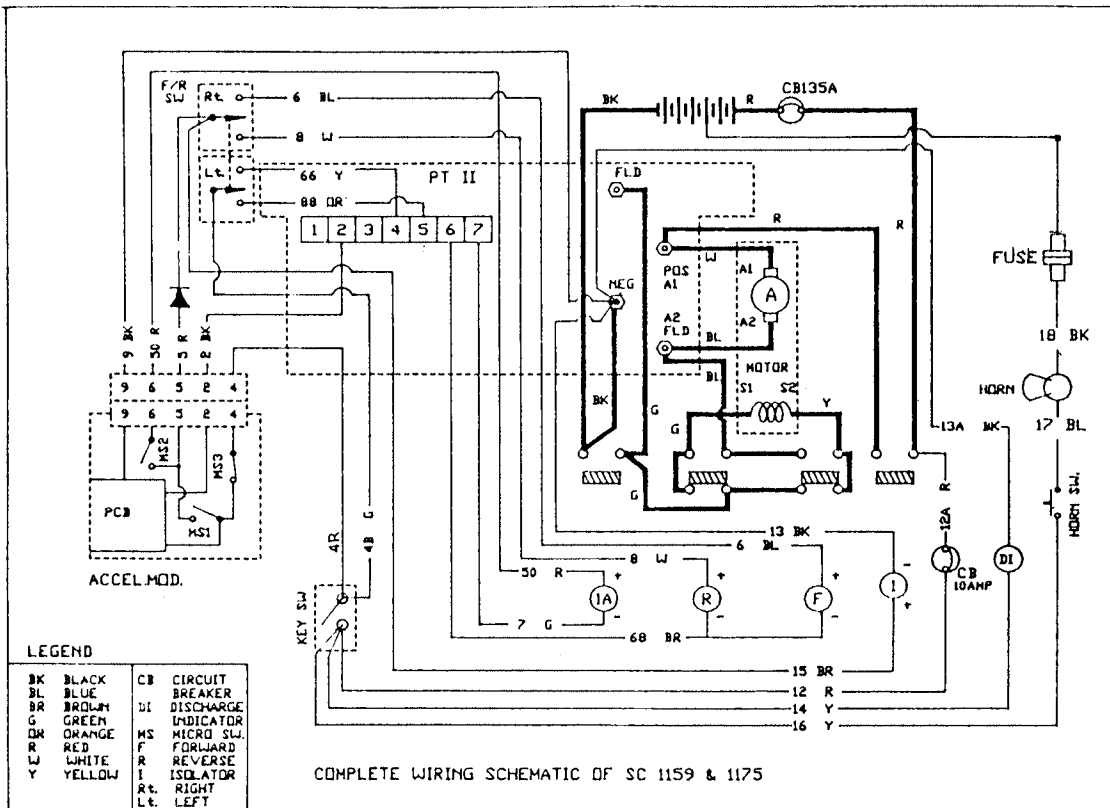 F/R
SW
Rt.
Lt.
6 BL
8 W
66 Y
88 OR
PT II
1 2 3 4 5 6 7
9 BK
50 R
5 R
2 BK
9 6 5 2 4
9 6 5 2 4
MS2
MS3
MS1
PCB
ACCEL.MOD.
BK
R
CB135A
FLD
NEG
POS
A1
A2
FLD
W
BL
BL
R
R
A1
A
A2
MOTOR
S1 S2
BK
G
G
G
Y
FUSE
18 BK
HORN
17 BL
HORN SW.
13A BK
12A R
CB
10AMP
DI
4R
4B G
KEY SW
13 BK
6 BL
8 W
50 R
+
1A
-
+
R
-
+
F
-
-
I
+
7 G
68 BR
15 BR
12 R
14 Y
16 Y
LEGEND
BK BLACK
BL BLUE
BR BROWN
G GREEN
OR ORANGE
R RED
W WHITE
Y YELLOW
CB CIRCUIT
BREAKER
DI DISCHARGE
INDICATOR
MS MICRO SW.
F FORWARD
R REVERSE
I ISOLATOR
Rt. RIGHT
Lt. LEFT
COMPLETE WIRING SCHEMATIC OF SC 1159 & 1175